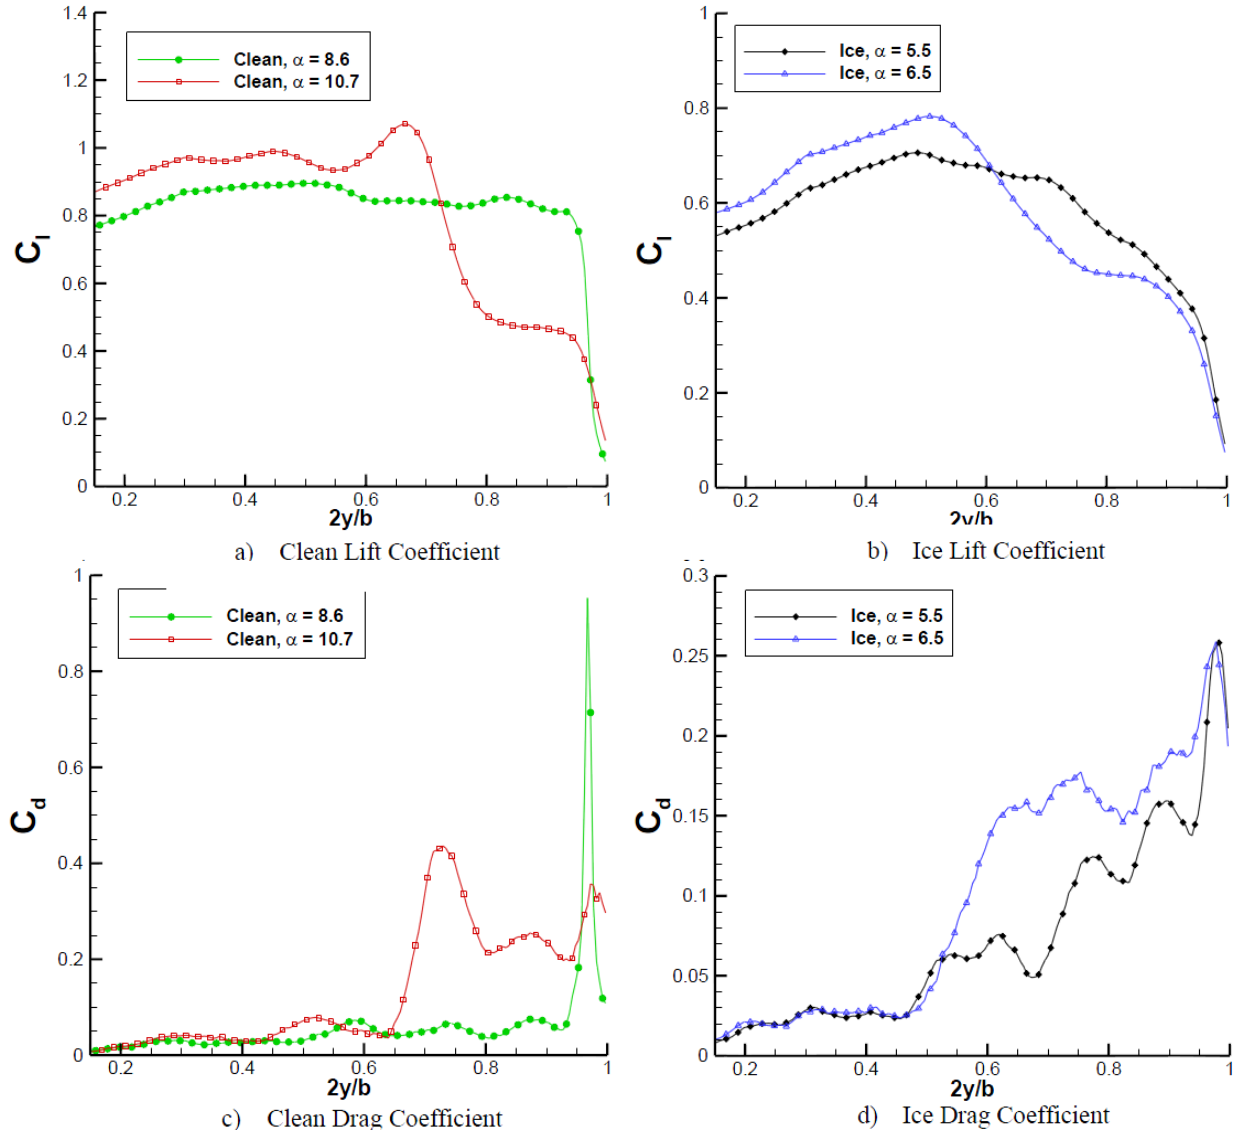 1.4
1.2
1
0.8
0.6
0.4
0.2
0
Cl
Clean, α = 8.6
Clean, α = 10.7
0.2
0.4
0.6
0.8
1
2y/b
a) Clean Lift Coefficient
1
0.8
0.6
0.4
0.2
0
Cl
Ice, α = 5.5
Ice, α = 6.5
0.2
0.4
0.6
0.8
1
2y/b
b) Ice Lift Coefficient
1
0.8
0.6
0.4
0.2
0
Cd
Clean, α = 8.6
Clean, α = 10.7
0.2
0.4
0.6
0.8
1
2y/b
c) Clean Drag Coefficient
0.3
0.25
0.2
0.15
0.1
0.05
0
Cd
Ice, α = 5.5
Ice, α = 6.5
0.2
0.4
0.6
0.8
1
2y/b
d) Ice Drag Coefficient